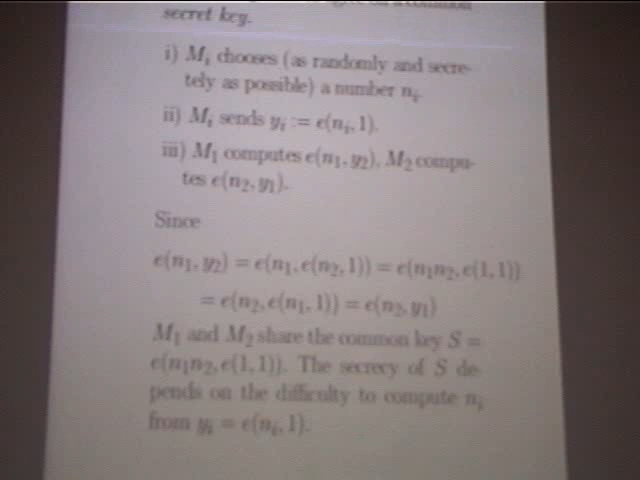 on a common
secret key.
i) M_i chooses (as randomly and secre-
tely as possible) a number n_i.
ii) M_i sends y_i := e(n_i, 1).
iii) M_1 computes e(n_1, y_2), M_2 compu-
tes e(n_2, y_1).
Since
e(n_1, y_2) = e(n_1, e(n_2, 1)) = e(n_1n_2, e(1, 1))
= e(n_2, e(n_1, 1)) = e(n_2, y_1)
M_1 and M_2 share the common key S =
e(n_1n_2, e(1, 1)). The secrecy of S de-
pends on the difficulty to compute n_i
from y_i = e(n_i, 1).